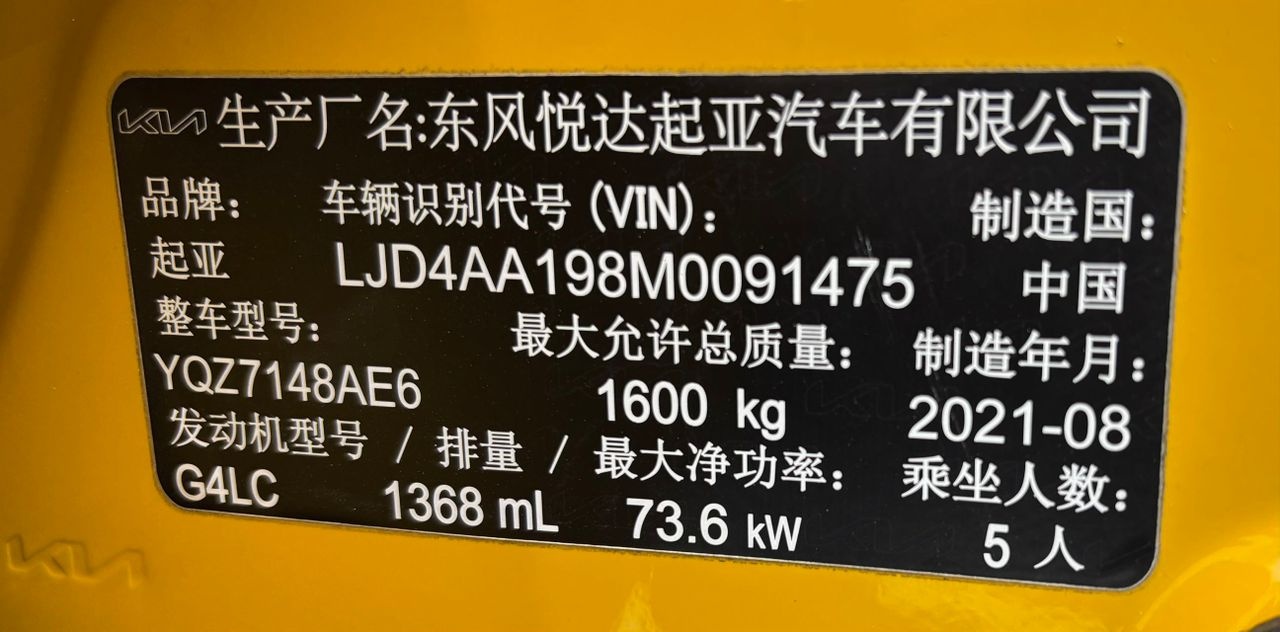 KIA 生产厂名:东风悦达起亚汽车有限公司
品牌: 车辆识别代号 (VIN): 制造国:
起亚 LJD4AA198M0091475 中国
整车型号: 最大允许总质量: 制造年月:
YQZ7148AE6 1600 kg 2021-08
发动机型号 / 排量 / 最大净功率: 乘坐人数:
G4LC 1368 mL 73.6 kW 5 人
KIA